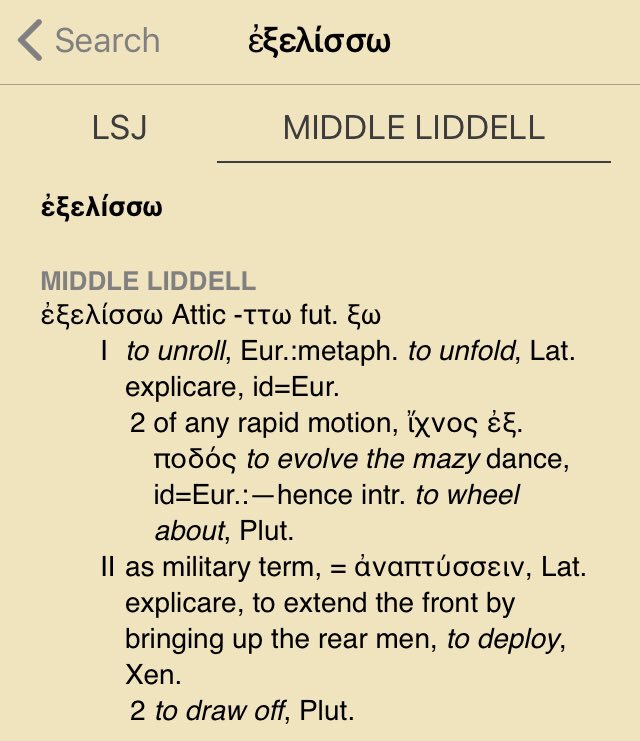 Search ἐξελίσσω
LSJ MIDDLE LIDDELL
ἐξελίσσω
MIDDLE LIDDELL
ἐξελίσσω Attic -ττω fut. ξω
I to unroll, Eur.:metaph. to unfold, Lat.
explicare, id=Eur.
2 of any rapid motion, ἴχνος ἐξ.
ποδός to evolve the mazy dance,
id=Eur.:—hence intr. to wheel
about, Plut.
II as military term, = ἀναπτύσσειν, Lat.
explicare, to extend the front by
bringing up the rear men, to deploy,
Xen.
2 to draw off, Plut.